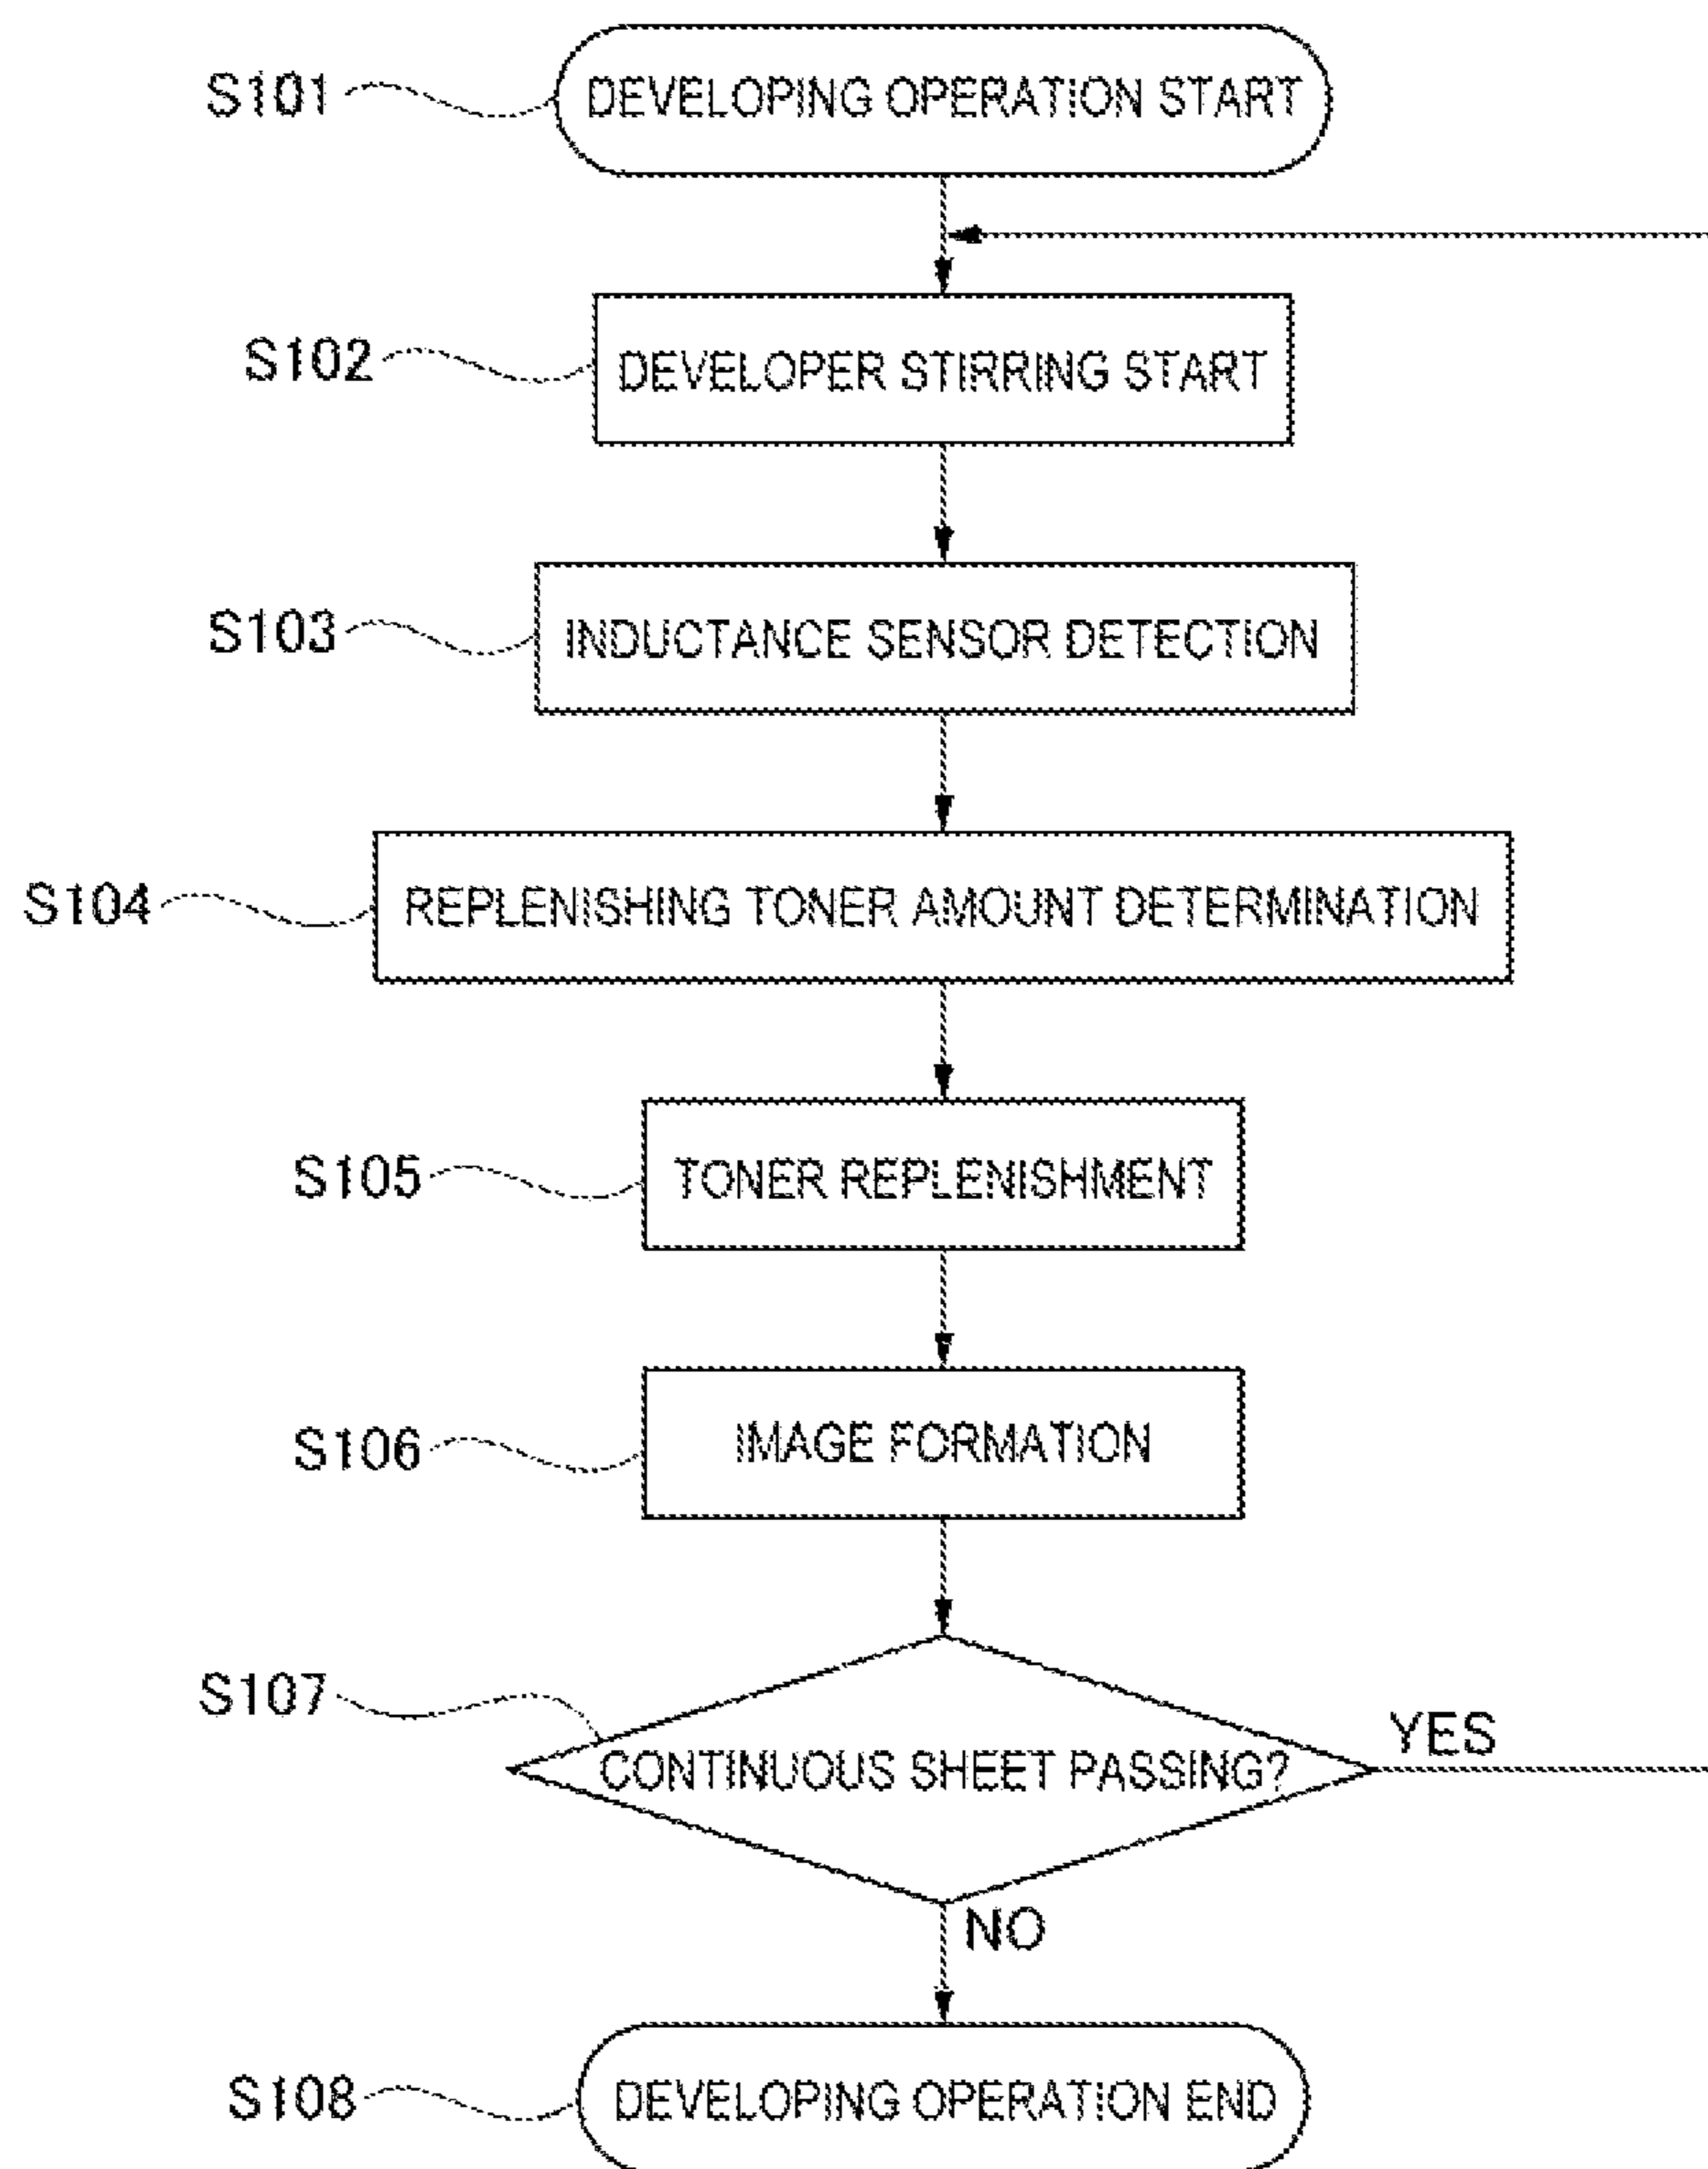 S101 DEVELOPING OPERATION START
S102 DEVELOPER STIRRING START
S103 INDUCTANCE SENSOR DETECTION
S104 REPLENISHING TONER AMOUNT DETERMINATION
S105 TONER REPLENISHMENT
S106 IMAGE FORMATION
S107 CONTINUOUS SHEET PASSING? YES
NO
S108 DEVELOPING OPERATION END